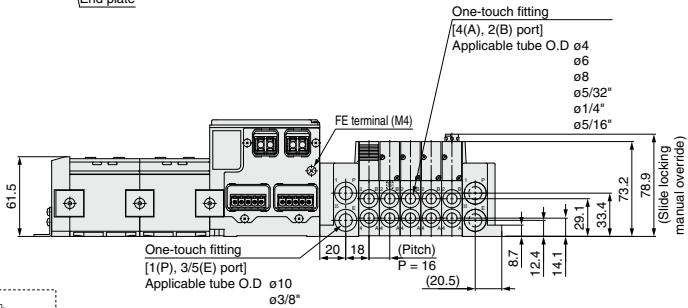 End plate
One-touch fitting
[4(A), 2(B) port]
Applicable tube O.D ø4
ø6
ø8
ø5/32"
ø1/4"
ø5/16"
FE terminal (M4)
61.5
73.2
78.9
(Slide locking
manual override)
29.1
33.4
8.7
12.4
14.1
20
18
(Pitch)
P = 16
(20.5)
One-touch fitting
[1(P), 3/5(E) port]
Applicable tube O.D ø10
ø3/8"